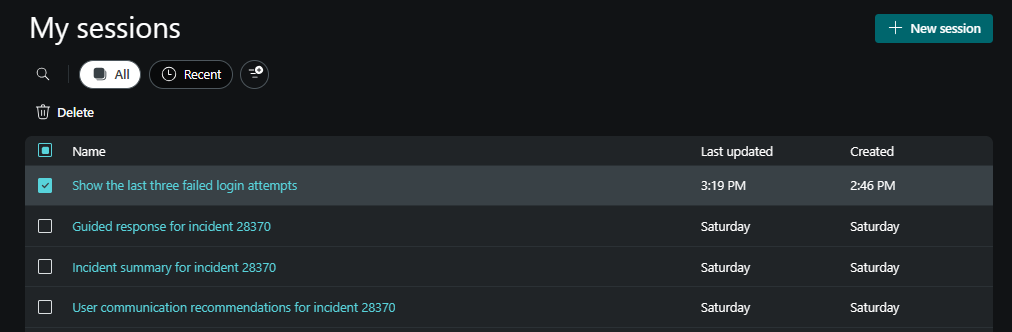 My sessions
New session
All
Recent
Delete
Name Last updated Created
Show the last three failed login attempts 3:19 PM 2:46 PM
Guided response for incident 28370 Saturday Saturday
Incident summary for incident 28370 Saturday Saturday
User communication recommendations for incident 28370 Saturday Saturday